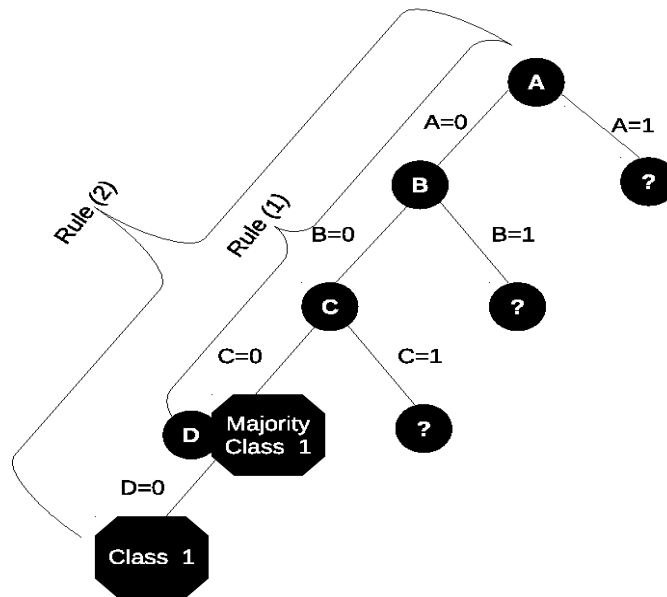 A
A=0
A=1
B
?
Rule (2)
Rule (1)
B=0
B=1
C
?
C=0
C=1
D
Majority
Class 1
?
D=0
Class 1